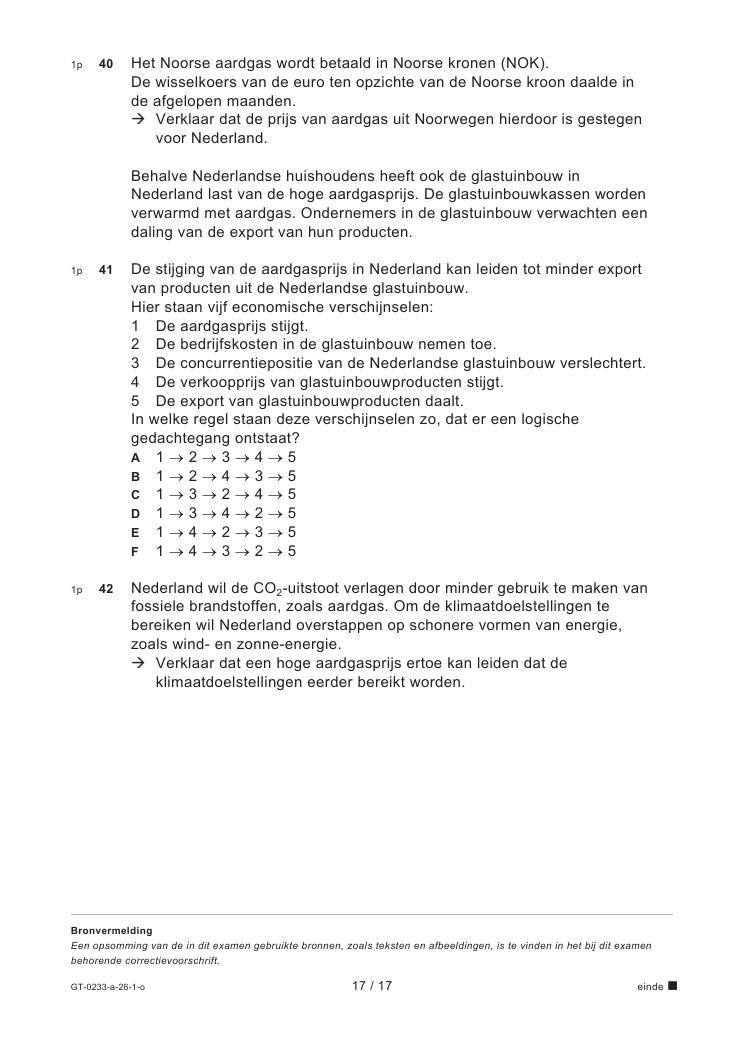 1p 40 Het Noorse aardgas wordt betaald in Noorse kronen (NOK).
De wisselkoers van de euro ten opzichte van de Noorse kroon daalde in
de afgelopen maanden.
→ Verklaar dat de prijs van aardgas uit Noorwegen hierdoor is gestegen
voor Nederland.
Behalve Nederlandse huishoudens heeft ook de glastuinbouw in
Nederland last van de hoge aardgasprijs. De glastuinbouwkassen worden
verwarmd met aardgas. Ondernemers in de glastuinbouw verwachten een
daling van de export van hun producten.
1p 41 De stijging van de aardgasprijs in Nederland kan leiden tot minder export
van producten uit de Nederlandse glastuinbouw.
Hier staan vijf economische verschijnselen:
1 De aardgasprijs stijgt.
2 De bedrijfskosten in de glastuinbouw nemen toe.
3 De concurrentiepositie van de Nederlandse glastuinbouw verslechtert.
4 De verkoopprijs van glastuinbouwproducten stijgt.
5 De export van glastuinbouwproducten daalt.
In welke regel staan deze verschijnselen zo, dat er een logische
gedachtegang ontstaat?
A 1 → 2 → 3 → 4 → 5
B 1 → 2 → 4 → 3 → 5
C 1 → 3 → 2 → 4 → 5
D 1 → 3 → 4 → 2 → 5
E 1 → 4 → 2 → 3 → 5
F 1 → 4 → 3 → 2 → 5
1p 42 Nederland wil de CO₂-uitstoot verlagen door minder gebruik te maken van
fossiele brandstoffen, zoals aardgas. Om de klimaatdoelstellingen te
bereiken wil Nederland overstappen op schonere vormen van energie,
zoals wind- en zonne-energie.
→ Verklaar dat een hoge aardgasprijs ertoe kan leiden dat de
klimaatdoelstellingen eerder bereikt worden.
Bronvermelding
Een opsomming van de in dit examen gebruikte bronnen, zoals teksten en afbeeldingen, is te vinden in het bij dit examen
behorende correctievoorschrift.
GT-0233-a-26-1-o 17 / 17 einde ■